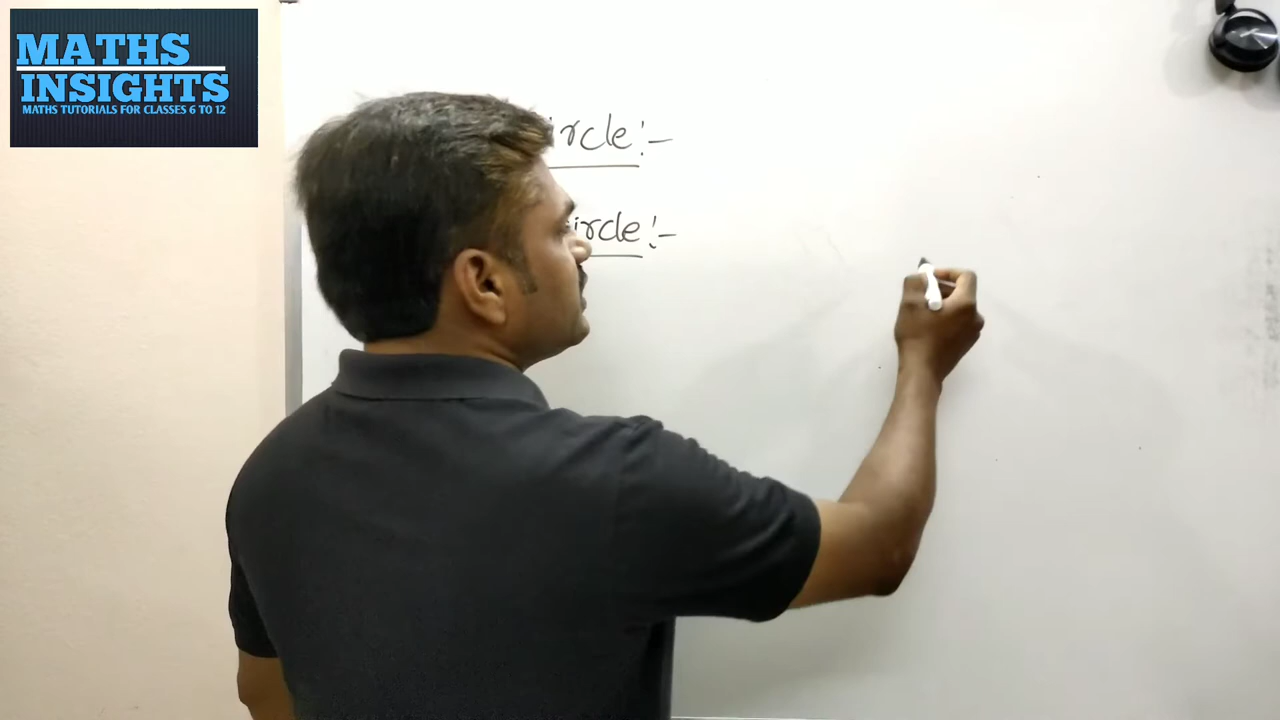 MATHS
INSIGHTS
MATHS TUTORIALS FOR CLASSES 6 TO 12
ircle:-
ircle:-